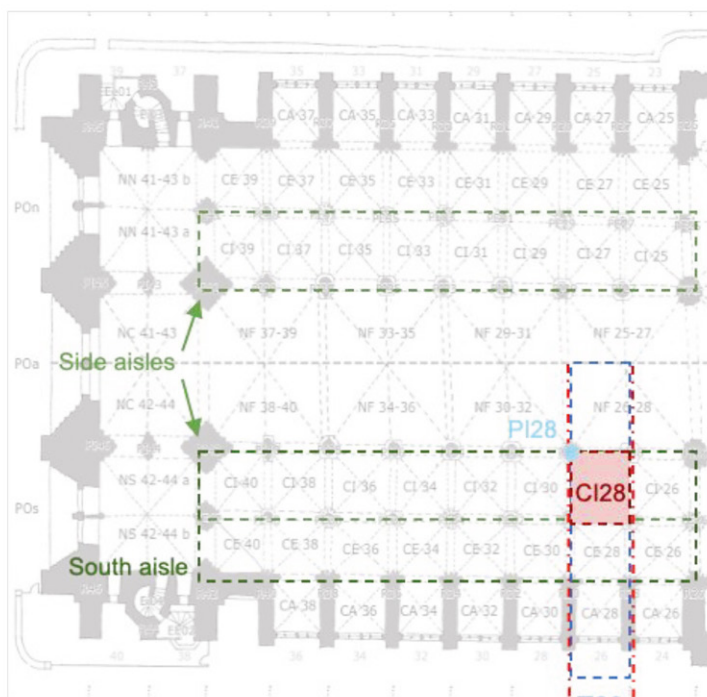 39 37 35 33 31 29 27 25 23
EE01
CA 37 CA 35 CA 33 CA 31 CA 29 CA 27 CA 25
NN 41-43 b CE 39 CE 37 CE 35 CE 33 CE 31 CE 29 CE 27 CE 25
POn
NN 41-43 a CI 39 CI 37 CI 35 CI 33 CI 31 CI 29 CI 27 CI 25
NC 41-43 NF 37-39 NF 33-35 NF 29-31 NF 25-27
Side aisles
POa
NC 42-44 NF 38-40 NF 34-36 NF 30-32 NF 26-28
PI28
NS 42-44 a CI 40 CI 38 CI 36 CI 34 CI 32 CI 30 CI28 CI 26
POs
NS 42-44 b CE 40 CE 38 CE 36 CE 34 CE 32 CE 30 CE 28 CE 26
South aisle
CA 38 CA 36 CA 34 CA 32 CA 30 CA 28 CA 26
EE02
40 38 36 34 32 30 28 26 24